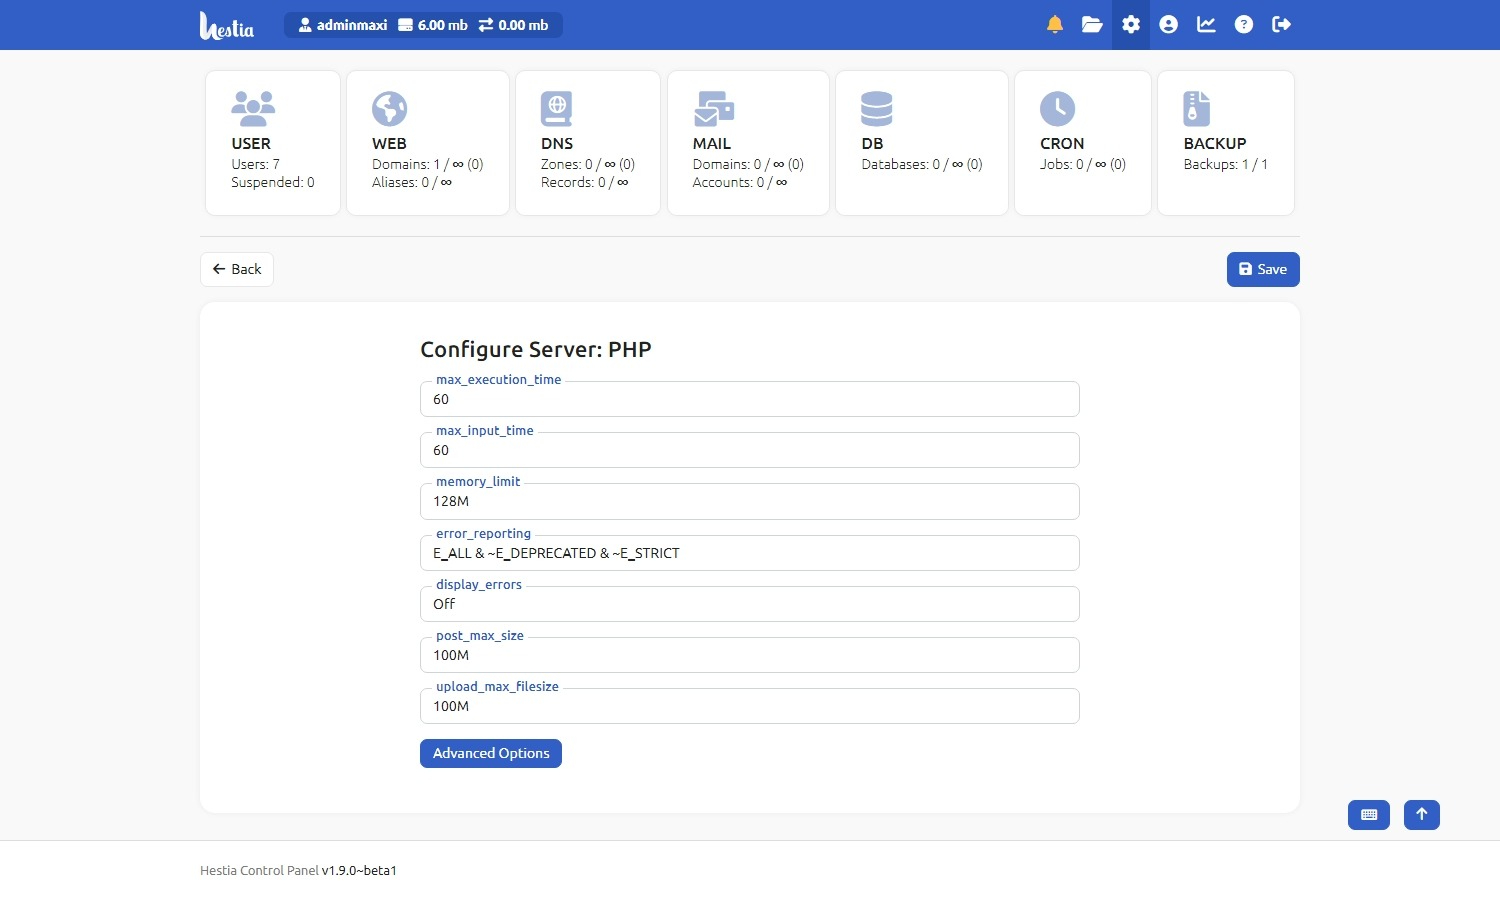 Hestia
adminmaxi 6.00 mb 0.00 mb
USER
Users: 7
Suspended: 0
WEB
Domains: 1 / ∞ (0)
Aliases: 0 / ∞
DNS
Zones: 0 / ∞ (0)
Records: 0 / ∞
MAIL
Domains: 0 / ∞ (0)
Accounts: 0 / ∞
DB
Databases: 0 / ∞ (0)
CRON
Jobs: 0 / ∞ (0)
BACKUP
Backups: 1 / 1
Back
Save
Configure Server: PHP
max_execution_time
60
max_input_time
60
memory_limit
128M
error_reporting
E_ALL & ~E_DEPRECATED & ~E_STRICT
display_errors
Off
post_max_size
100M
upload_max_filesize
100M
Advanced Options
Hestia Control Panel v1.9.0~beta1